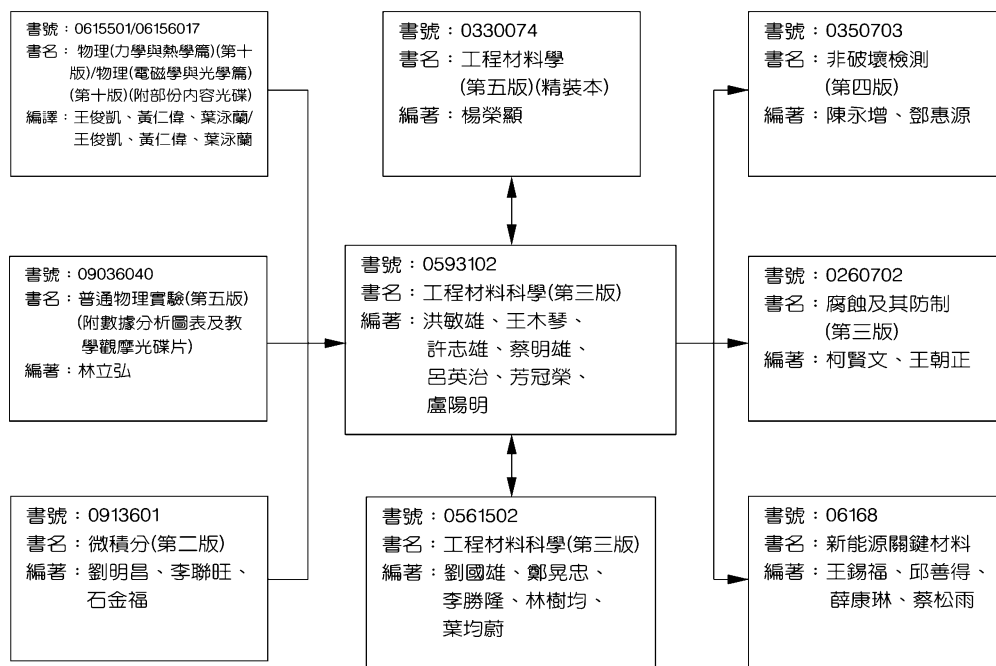 書號：0615501/06156017
書名： 物理(力學與熱學篇)(第十
版)/物理(電磁學與光學篇)
(第十版)(附部份內容光碟)
編譯：王俊凱、黃仁偉、葉泳蘭/
王俊凱、黃仁偉、葉泳蘭
書號：0330074
書名：工程材料學
(第五版)(精裝本)
編著：楊榮顯
書號：0350703
書名：非破壞檢測
(第四版)
編著：陳永增、鄧惠源
書號：09036040
書名：普通物理實驗(第五版)
(附數據分析圖表及教
學觀摩光碟片)
編著：林立弘
書號：0593102
書名：工程材料科學(第三版)
編著：洪敏雄、王木琴、
許志雄、蔡明雄、
呂英治、芳冠榮、
盧陽明
書號：0260702
書名：腐蝕及其防制
(第三版)
編著：柯賢文、王朝正
書號：0913601
書名：微積分(第二版)
編著：劉明昌、李聯旺、
石金福
書號：0561502
書名：工程材料科學(第三版)
編著：劉國雄、鄭晃忠、
李勝隆、林樹均、
葉均蔚
書號：06168
書名：新能源關鍵材料
編著：王錫福、邱善得、
薛康琳、蔡松雨